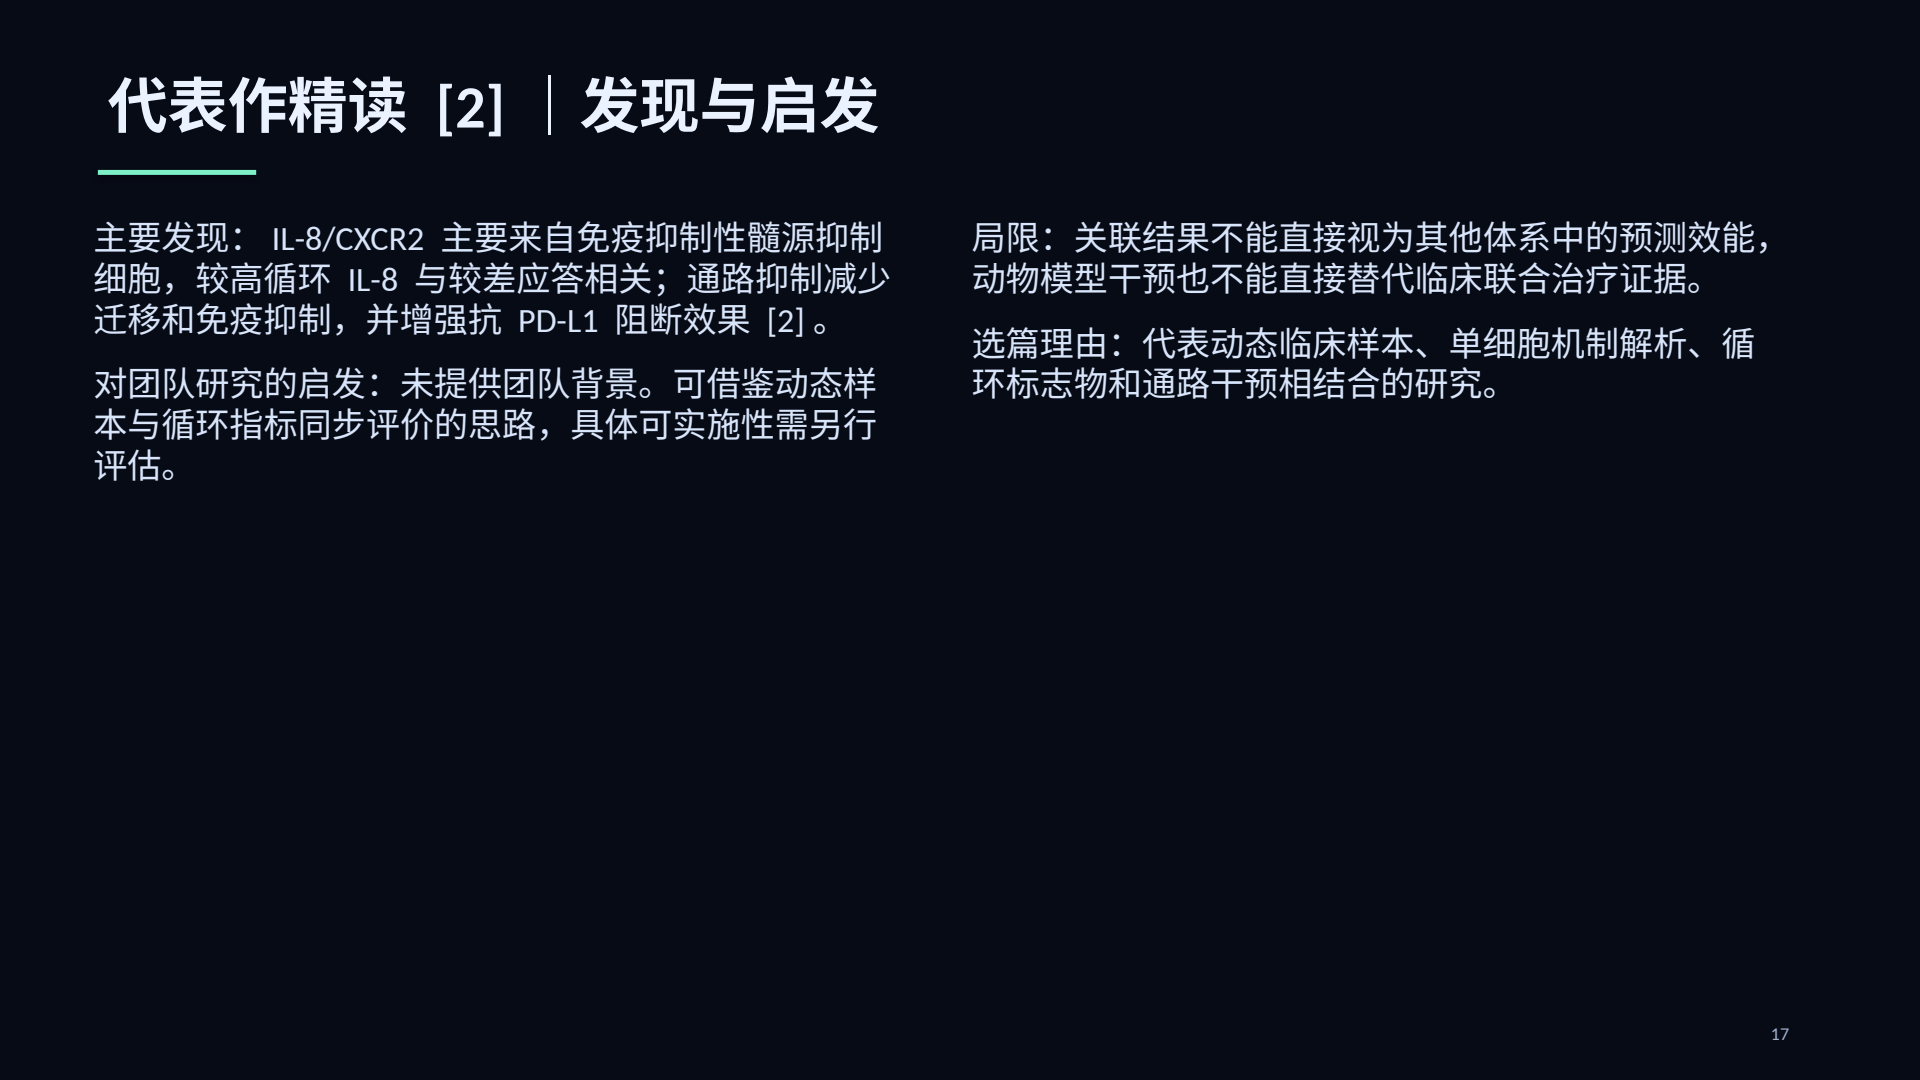 代表作精读 [2] ｜发现与启发
主要发现： IL-8/CXCR2 主要来自免疫抑制性髓源抑制
细胞，较高循环 IL-8 与较差应答相关；通路抑制减少
迁移和免疫抑制，并增强抗 PD-L1 阻断效果 [2] 。
对团队研究的启发：未提供团队背景。可借鉴动态样
本与循环指标同步评价的思路，具体可实施性需另行
评估。
局限：关联结果不能直接视为其他体系中的预测效能，
动物模型干预也不能直接替代临床联合治疗证据。
选篇理由：代表动态临床样本、单细胞机制解析、循
环标志物和通路干预相结合的研究。
17